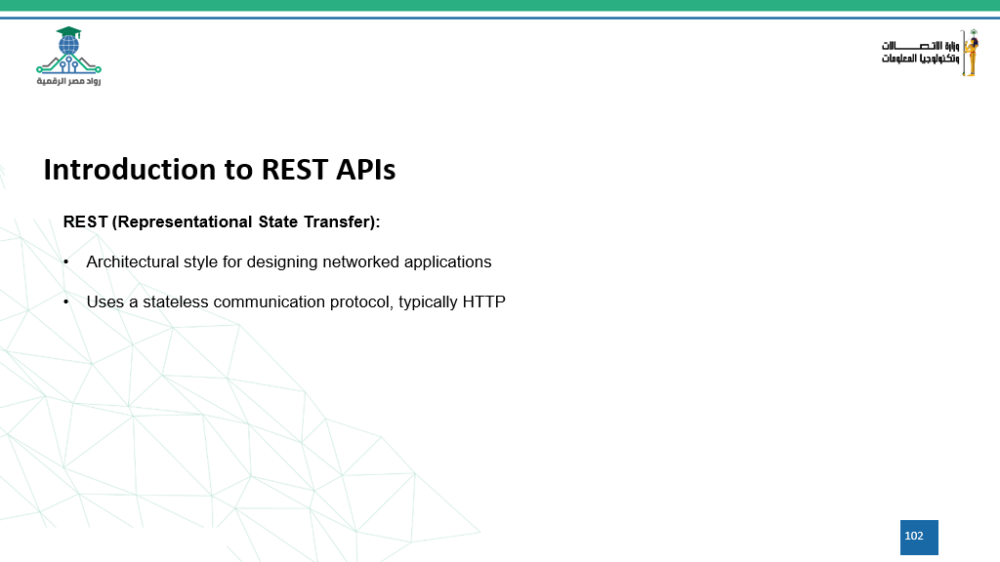 رواد مصر الرقمية
وزارة الاتصالات
وتكنولوجيا المعلومات
Introduction to REST APIs
REST (Representational State Transfer):
• Architectural style for designing networked applications
• Uses a stateless communication protocol, typically HTTP
102